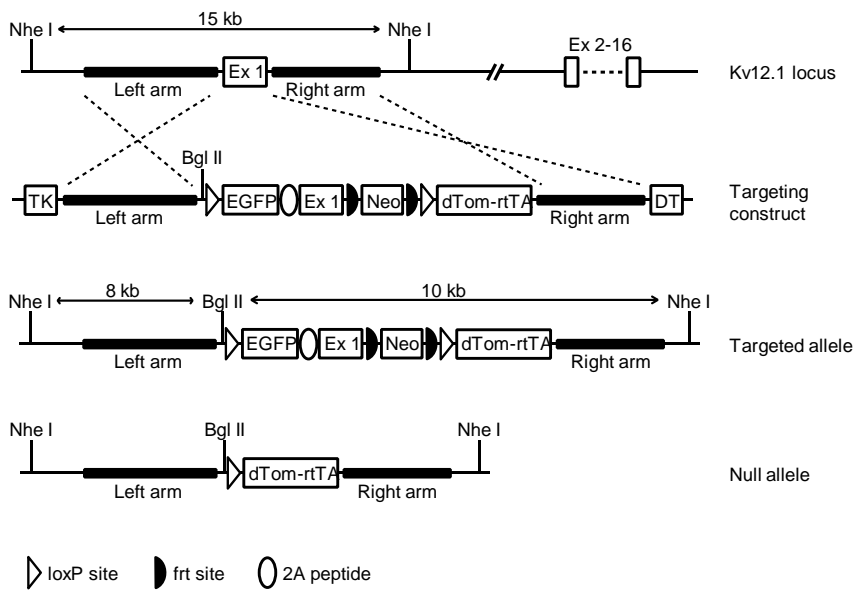 15 kb
Nhe I
Nhe I
Ex 2-16
Ex 1
Left arm
Right arm
Kv12.1 locus
Bgl II
TK
Left arm
EGFP
Ex 1
Neo
dTom-rtTA
Right arm
DT
Targeting
construct
Nhe I
8 kb
Bgl II
10 kb
Nhe I
Left arm
EGFP
Ex 1
Neo
dTom-rtTA
Right arm
Targeted allele
Nhe I
Bgl II
Nhe I
Left arm
dTom-rtTA
Right arm
Null allele
loxP site
frt site
2A peptide